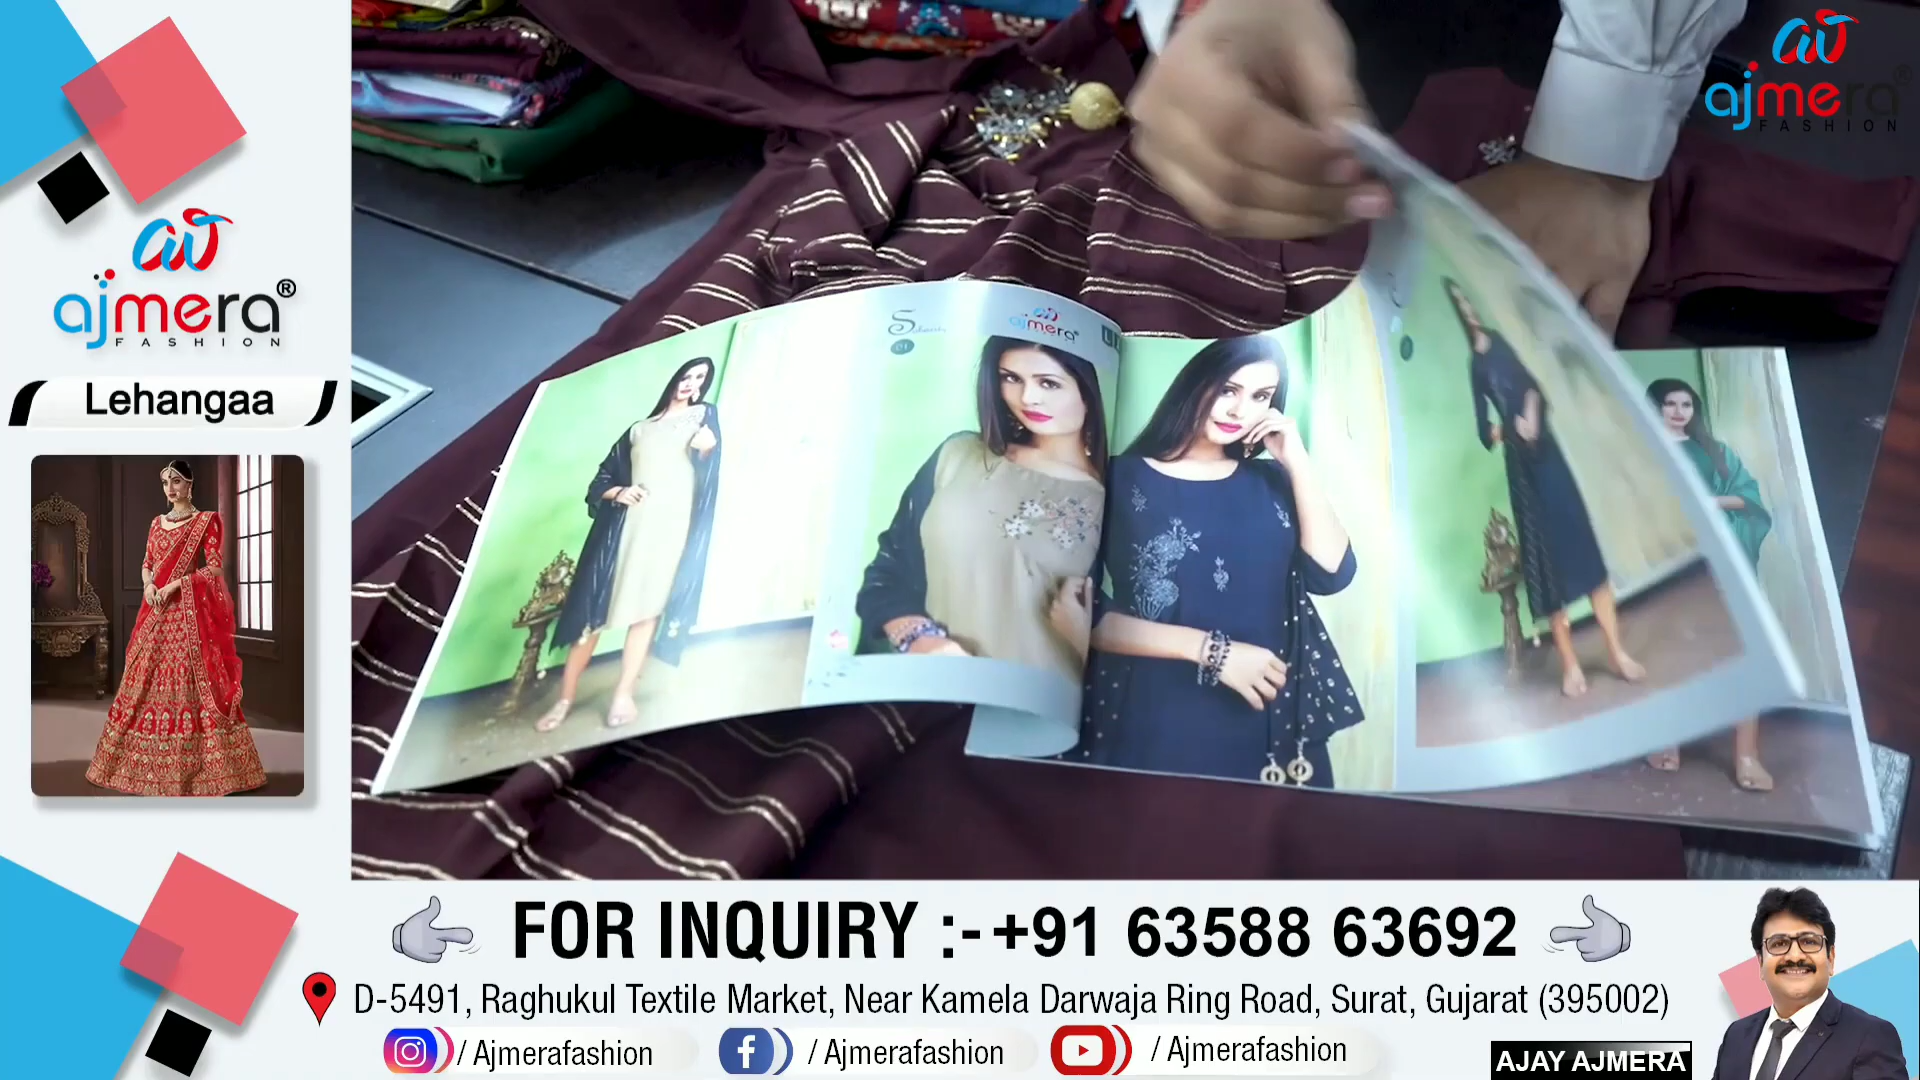 ajmera®
FASHION
Lehangaa
ajmera®
FASHION
ajmera®
FOR INQUIRY :-+91 63588 63692
D-5491, Raghukul Textile Market, Near Kamela Darwaja Ring Road, Surat, Gujarat (395002)
/ Ajmerafashion
/ Ajmerafashion
/ Ajmerafashion
AJAY AJMERA